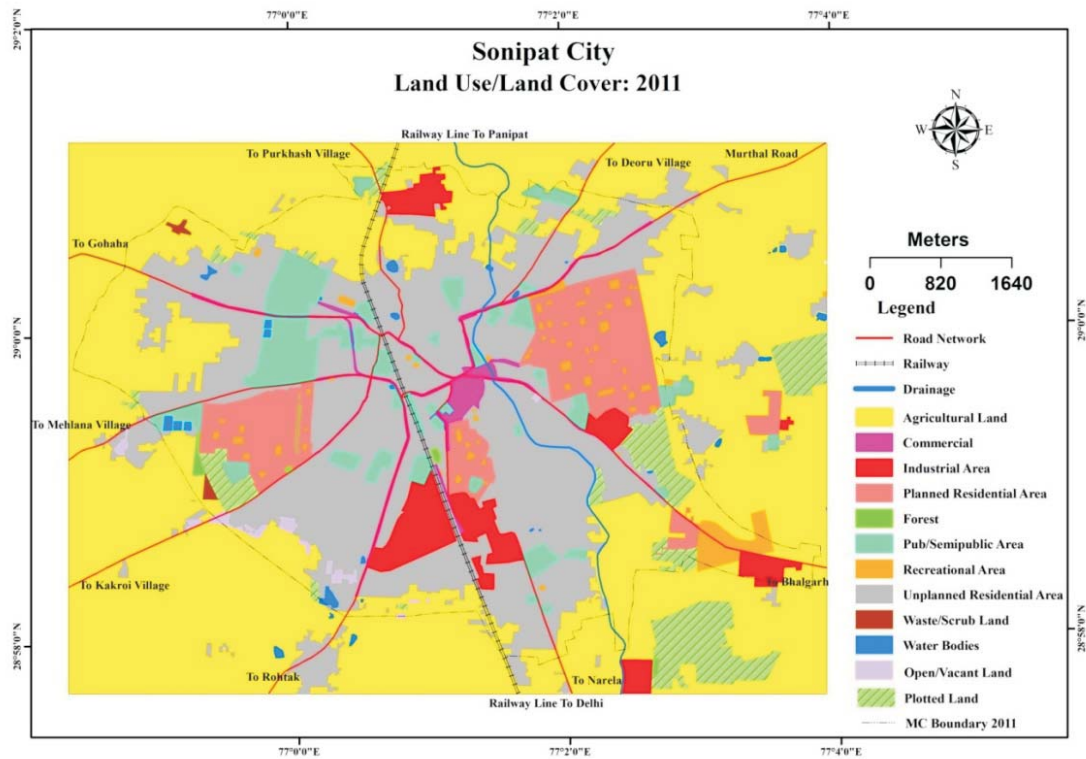 77°0'0"E
77°2'0"E
77°4'0"E
29°2'0"N
Sonipat City
Land Use/Land Cover: 2011
N
W E
S
Railway Line To Panipat
To Purkhash Village
To Deoru Village
Murthal Road
To Gohaha
Meters
0 820 1640
Legend
Road Network
Railway
Drainage
Agricultural Land
Commercial
Industrial Area
Planned Residential Area
Forest
Pub/Semipublic Area
Recreational Area
Unplanned Residential Area
Waste/Scrub Land
Water Bodies
Open/Vacant Land
Plotted Land
MC Boundary 2011
29°0'0"N
29°0'0"N
To Mehlana Village
To Kakroi Village
To Bhalgarh
28°58'0"N
28°58'0"N
To Rohtak
To Narela
Railway Line To Delhi
77°0'0"E
77°2'0"E
77°4'0"E